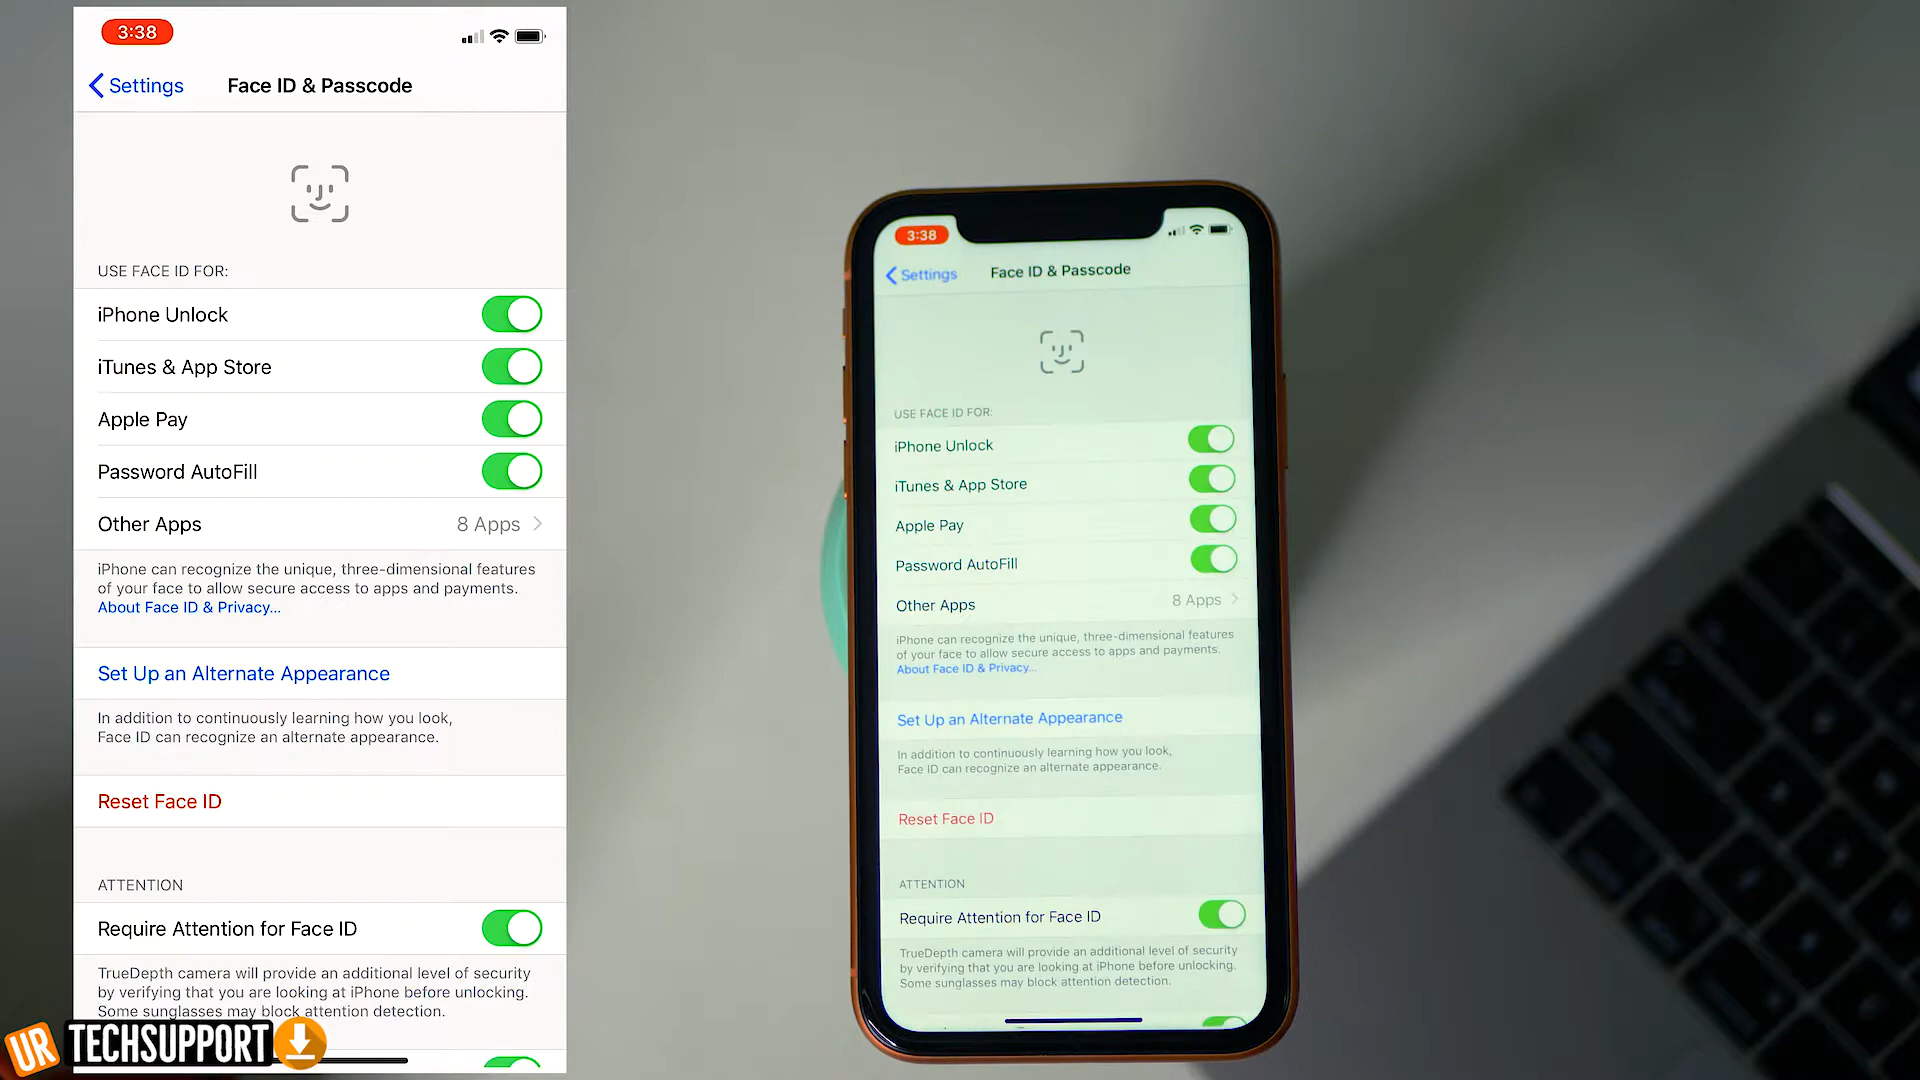 3:38
Settings
Face ID & Passcode
USE FACE ID FOR:
iPhone Unlock
iTunes & App Store
Apple Pay
Password AutoFill
Other Apps
8 Apps
iPhone can recognize the unique, three-dimensional features
of your face to allow secure access to apps and payments.
About Face ID & Privacy...
Set Up an Alternate Appearance
In addition to continuously learning how you look,
Face ID can recognize an alternate appearance.
Reset Face ID
ATTENTION
Require Attention for Face ID
TrueDepth camera will provide an additional level of security
by verifying that you are looking at iPhone before unlocking.
Some sunglasses may block attention detection.
UR TECHSUPPORT
3:38
Settings
Face ID & Passcode
USE FACE ID FOR:
iPhone Unlock
iTunes & App Store
Apple Pay
Password AutoFill
Other Apps
8 Apps
iPhone can recognize the unique, three-dimensional features
of your face to allow secure access to apps and payments.
About Face ID & Privacy...
Set Up an Alternate Appearance
In addition to continuously learning how you look,
Face ID can recognize an alternate appearance.
Reset Face ID
ATTENTION
Require Attention for Face ID
TrueDepth camera will provide an additional level of security
by verifying that you are looking at iPhone before unlocking.
Some sunglasses may block attention detection.